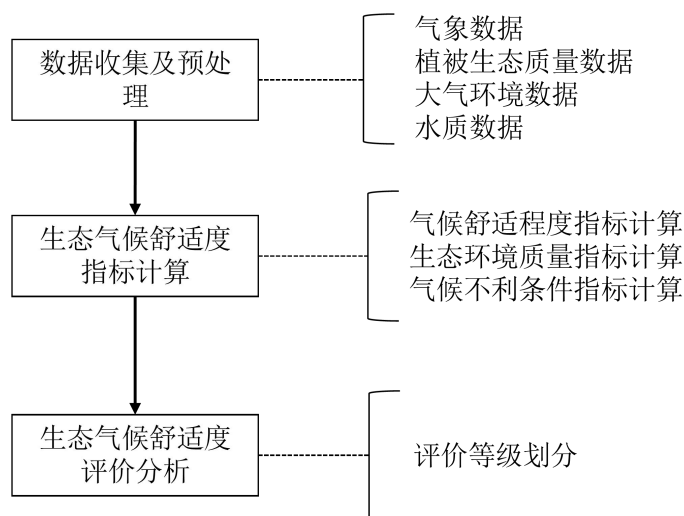 数据收集及预处
理
气象数据
植被生态质量数据
大气环境数据
水质数据
生态气候舒适度
指标计算
气候舒适程度指标计算
生态环境质量指标计算
气候不利条件指标计算
生态气候舒适度
评价分析
评价等级划分